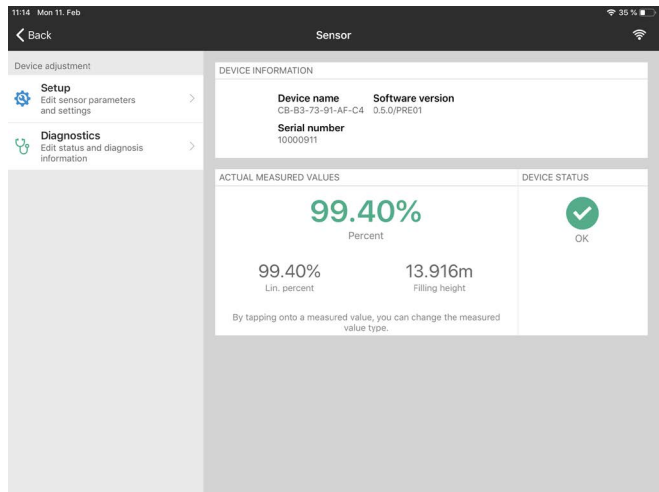 11:14 Mon 11. Feb
35 %
Back
Sensor
Device adjustment
Setup
Edit sensor parameters
and settings
Diagnostics
Edit status and diagnosis
information
DEVICE INFORMATION
Device name
CB-B3-73-91-AF-C4
Software version
0.5.0/PRE01
Serial number
10000911
ACTUAL MEASURED VALUES
99.40%
Percent
99.40%
Lin. percent
13.916m
Filling height
By tapping onto a measured value, you can change the measured
value type.
DEVICE STATUS
OK